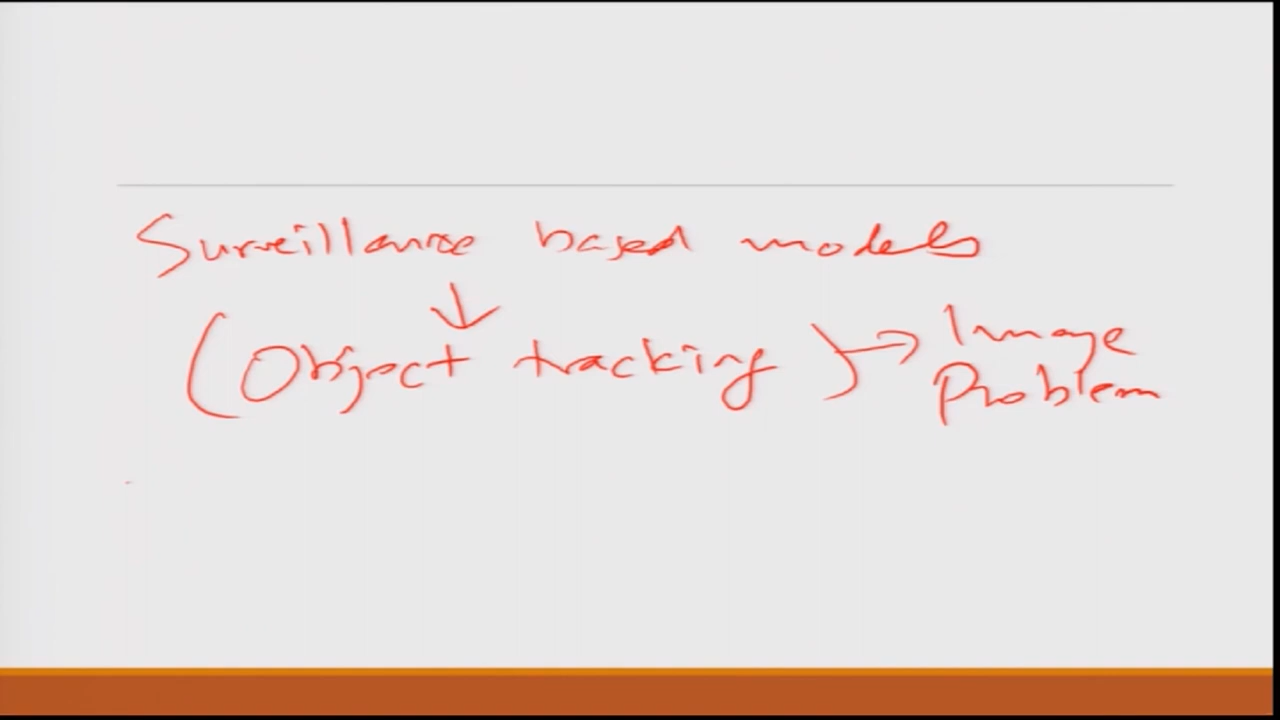 Surveillance based models
↓
(Object tracking) → Image
Problem